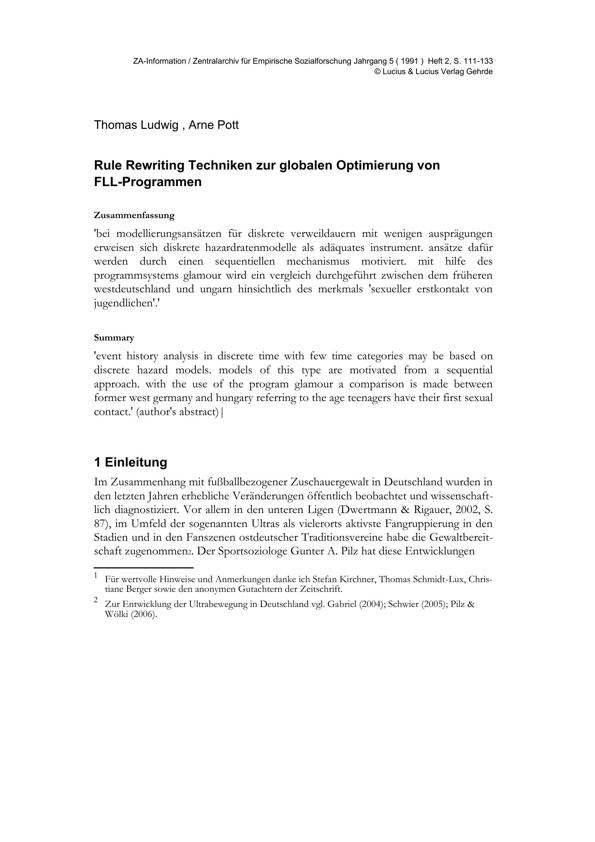 ZA-Information / Zentralarchiv für Empirische Sozialforschung Jahrgang 5 ( 1991 )  Heft 2, S. 111-133
© Lucius & Lucius Verlag Gehrde
Thomas Ludwig , Arne Pott
Rule Rewriting Techniken zur globalen Optimierung von
FLL-Programmen
Zusammenfassung
'bei modellierungsansätzen für diskrete verweildauern mit wenigen ausprägungen
erweisen sich diskrete hazardratenmodelle als adäquates instrument. ansätze dafür
werden durch einen sequentiellen mechanismus motiviert. mit hilfe des
programmsystems glamour wird ein vergleich durchgeführt zwischen dem früheren
westdeutschland und ungarn hinsichtlich des merkmals 'sexueller erstkontakt von
jugendlichen'.'
Summary
'event history analysis in discrete time with few time categories may be based on
discrete hazard models. models of this type are motivated from a sequential
approach. with the use of the program glamour a comparison is made between
former west germany and hungary referring to the age teenagers have their first sexual
contact.' (author's abstract)|
1 Einleitung
Im Zusammenhang mit fußballbezogener Zuschauergewalt in Deutschland wurden in
den letzten Jahren erhebliche Veränderungen öffentlich beobachtet und wissenschaft-
lich diagnostiziert. Vor allem in den unteren Ligen (Dwertmann & Rigauer, 2002, S.
87), im Umfeld der sogenannten Ultras als vielerorts aktivste Fangruppierung in den
Stadien und in den Fanszenen ostdeutscher Traditionsvereine habe die Gewaltbereit-
schaft zugenommen2. Der Sportsoziologe Gunter A. Pilz hat diese Entwicklungen
1 Für wertvolle Hinweise und Anmerkungen danke ich Stefan Kirchner, Thomas Schmidt-Lux, Chris-
tiane Berger sowie den anonymen Gutachtern der Zeitschrift.
2 Zur Entwicklung der Ultrabewegung in Deutschland vgl. Gabriel (2004); Schwier (2005); Pilz &
Wölki (2006).